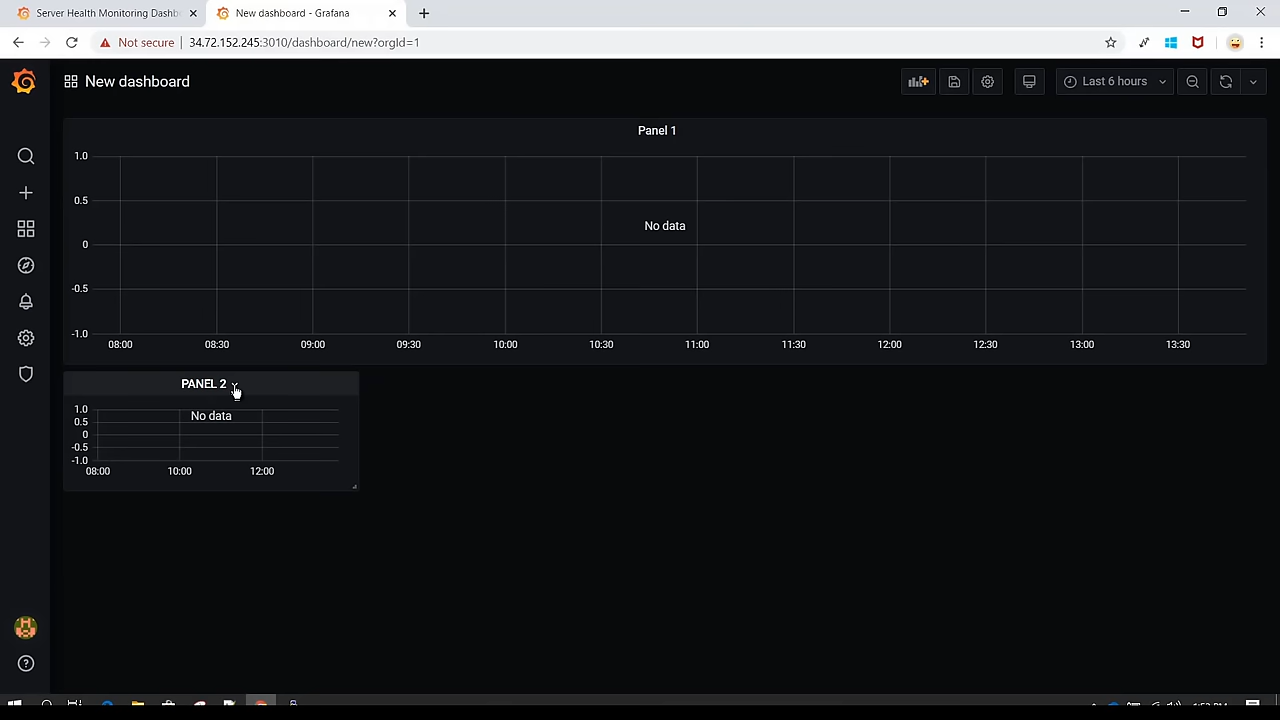 Server Health Monitoring Dashb
New dashboard - Grafana
Not secure
34.72.152.245:3010/dashboard/new?orgId=1
New dashboard
Last 6 hours
Panel 1
1.0
0.5
0
-0.5
-1.0
No data
08:00 08:30 09:00 09:30 10:00 10:30 11:00 11:30 12:00 12:30 13:00 13:30
PANEL 2
1.0
0.5
0
-0.5
-1.0
No data
08:00 10:00 12:00